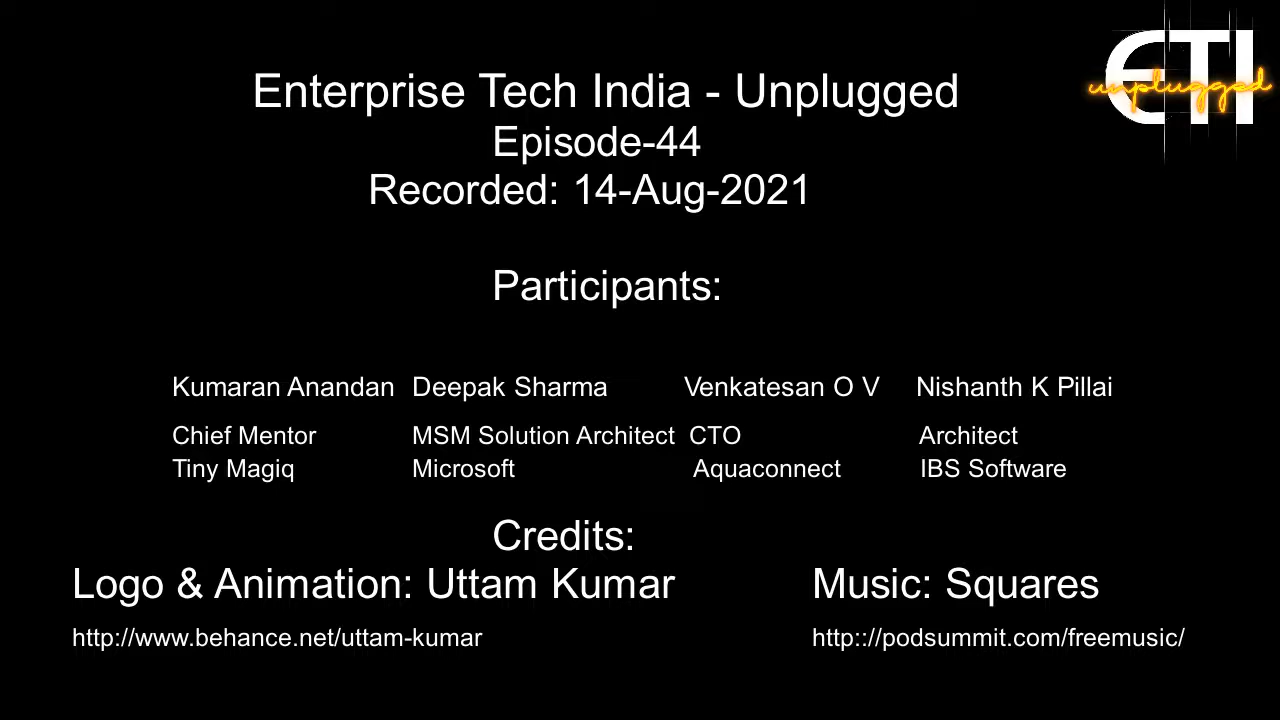 ETI
unplugged
Enterprise Tech India - Unplugged
Episode-44
Recorded: 14-Aug-2021
Participants:
Kumaran Anandan Deepak Sharma Venkatesan O V Nishanth K Pillai
Chief Mentor MSM Solution Architect CTO Architect
Tiny Magiq Microsoft Aquaconnect IBS Software
Credits:
Logo & Animation: Uttam Kumar Music: Squares
http://www.behance.net/uttam-kumar http:://podsummit.com/freemusic/